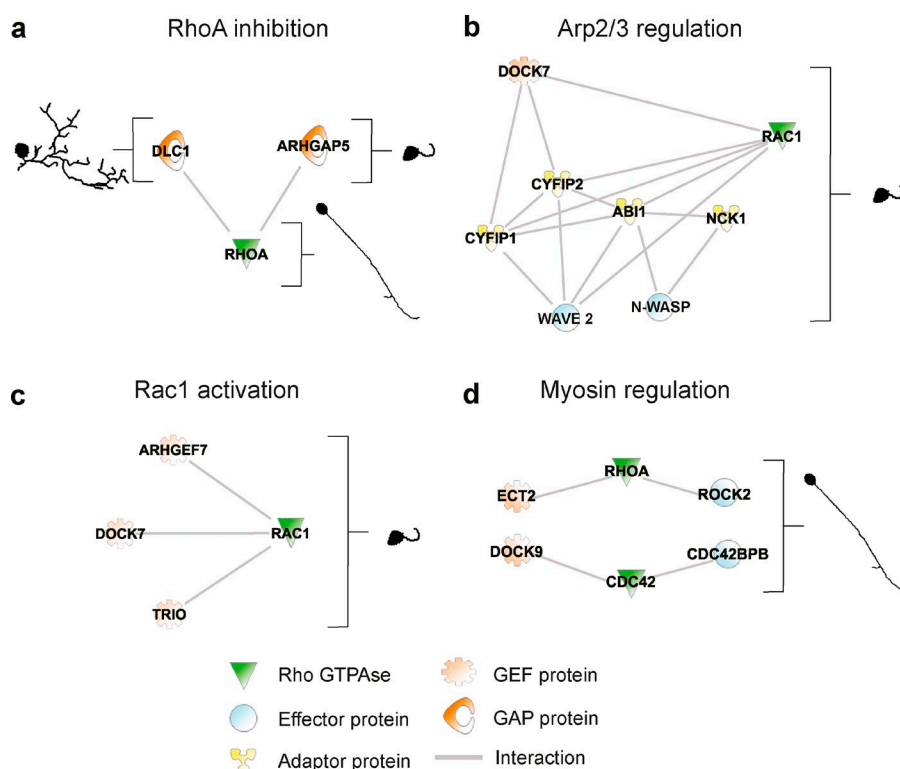 a
RhoA inhibition
DLC1
ARHGAP5
RHOA
b
Arp2/3 regulation
DOCK7
RAC1
CYFIP2
ABI1
NCK1
CYFIP1
WAVE 2
N-WASP
c
Rac1 activation
ARHGEF7
DOCK7
RAC1
TRIO
d
Myosin regulation
RHOA
ECT2
ROCK2
DOCK9
CDC42BPB
CDC42
Rho GTPAse
GEF protein
Effector protein
GAP protein
Adaptor protein
Interaction